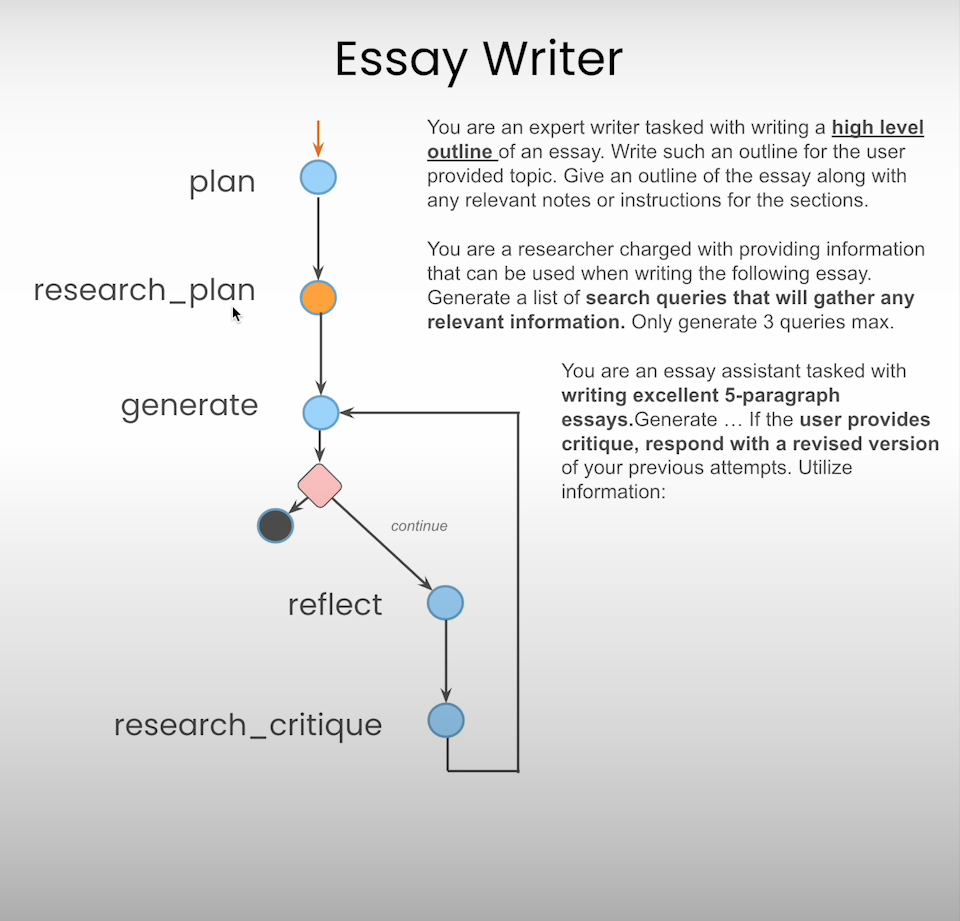 Essay Writer
plan
You are an expert writer tasked with writing a high level
outline of an essay. Write such an outline for the user
provided topic. Give an outline of the essay along with
any relevant notes or instructions for the sections.
research_plan
You are a researcher charged with providing information
that can be used when writing the following essay.
Generate a list of search queries that will gather any
relevant information. Only generate 3 queries max.
generate
You are an essay assistant tasked with
writing excellent 5-paragraph
essays.Generate … If the user provides
critique, respond with a revised version
of your previous attempts. Utilize
information:
continue
reflect
research_critique